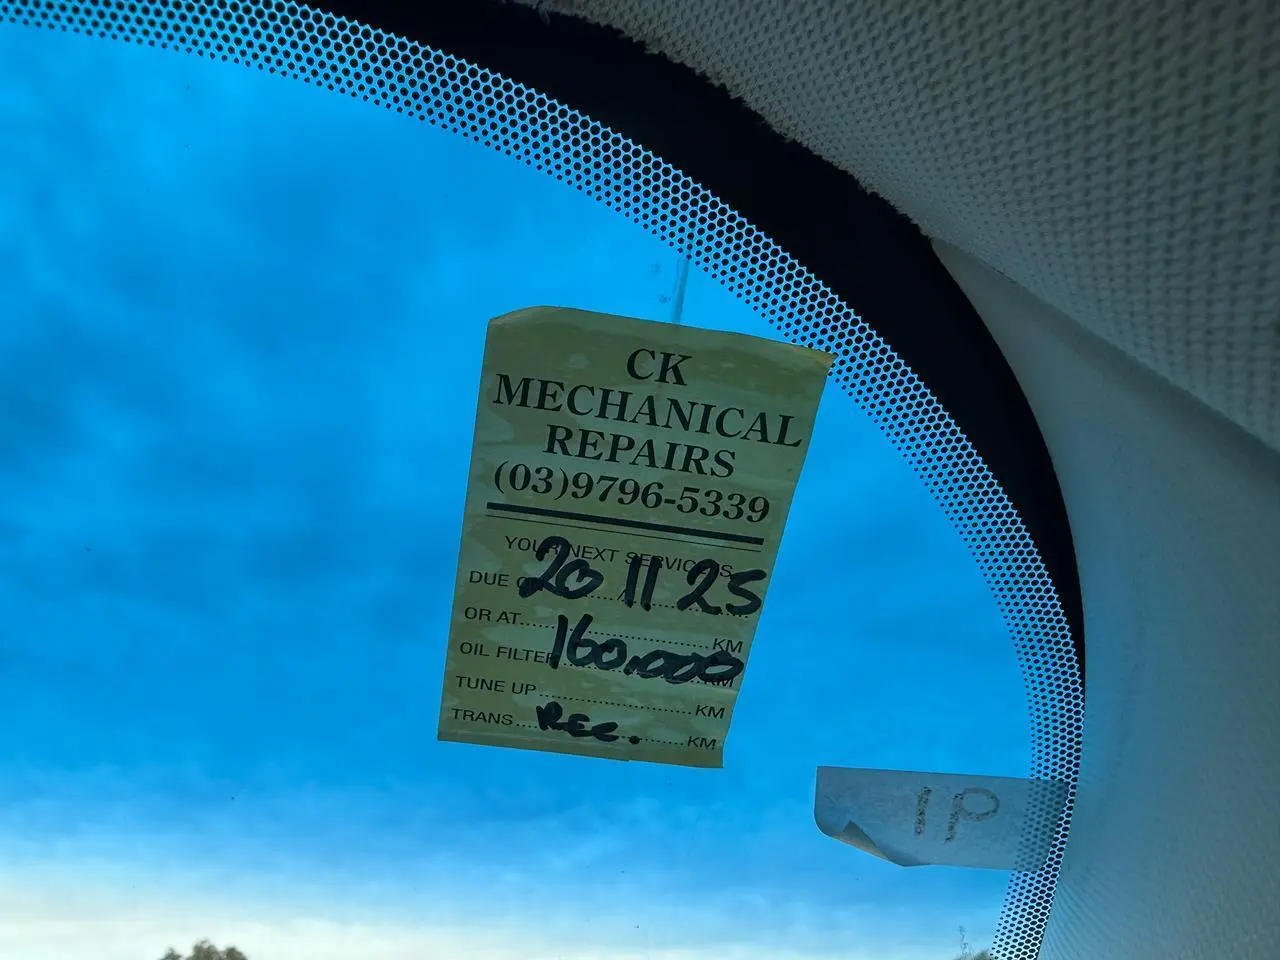 CK
MECHANICAL
REPAIRS
(03)9796-5339
YOUR NEXT SERVICE IS
DUE ON 20 11 25
OR AT 160.000 KM
OIL FILTER KM
TUNE UP KM
TRANS REC. KM